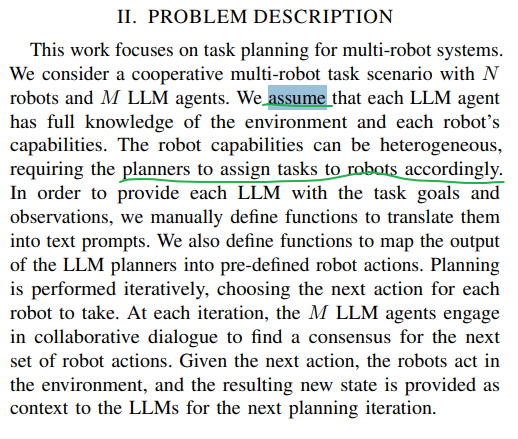 II. PROBLEM DESCRIPTION
This work focuses on task planning for multi-robot systems.
We consider a cooperative multi-robot task scenario with N
robots and M LLM agents. We assume that each LLM agent
has full knowledge of the environment and each robot's
capabilities. The robot capabilities can be heterogeneous,
requiring the planners to assign tasks to robots accordingly.
In order to provide each LLM with the task goals and
observations, we manually define functions to translate them
into text prompts. We also define functions to map the output
of the LLM planners into pre-defined robot actions. Planning
is performed iteratively, choosing the next action for each
robot to take. At each iteration, the M LLM agents engage
in collaborative dialogue to find a consensus for the next
set of robot actions. Given the next action, the robots act in
the environment, and the resulting new state is provided as
context to the LLMs for the next planning iteration.